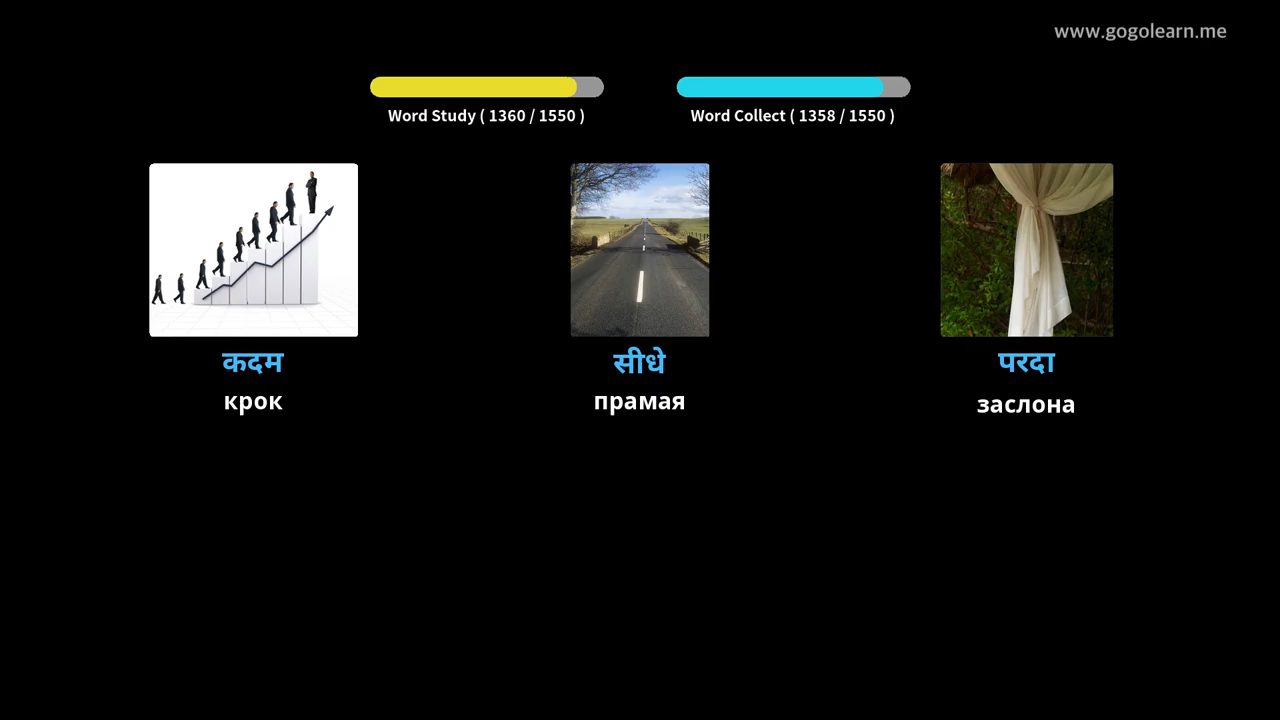 www.gogolearn.me
Word Study ( 1360 / 1550 )
Word Collect ( 1358 / 1550 )
कदम
крок
सीधे
прамая
परदा
заслона